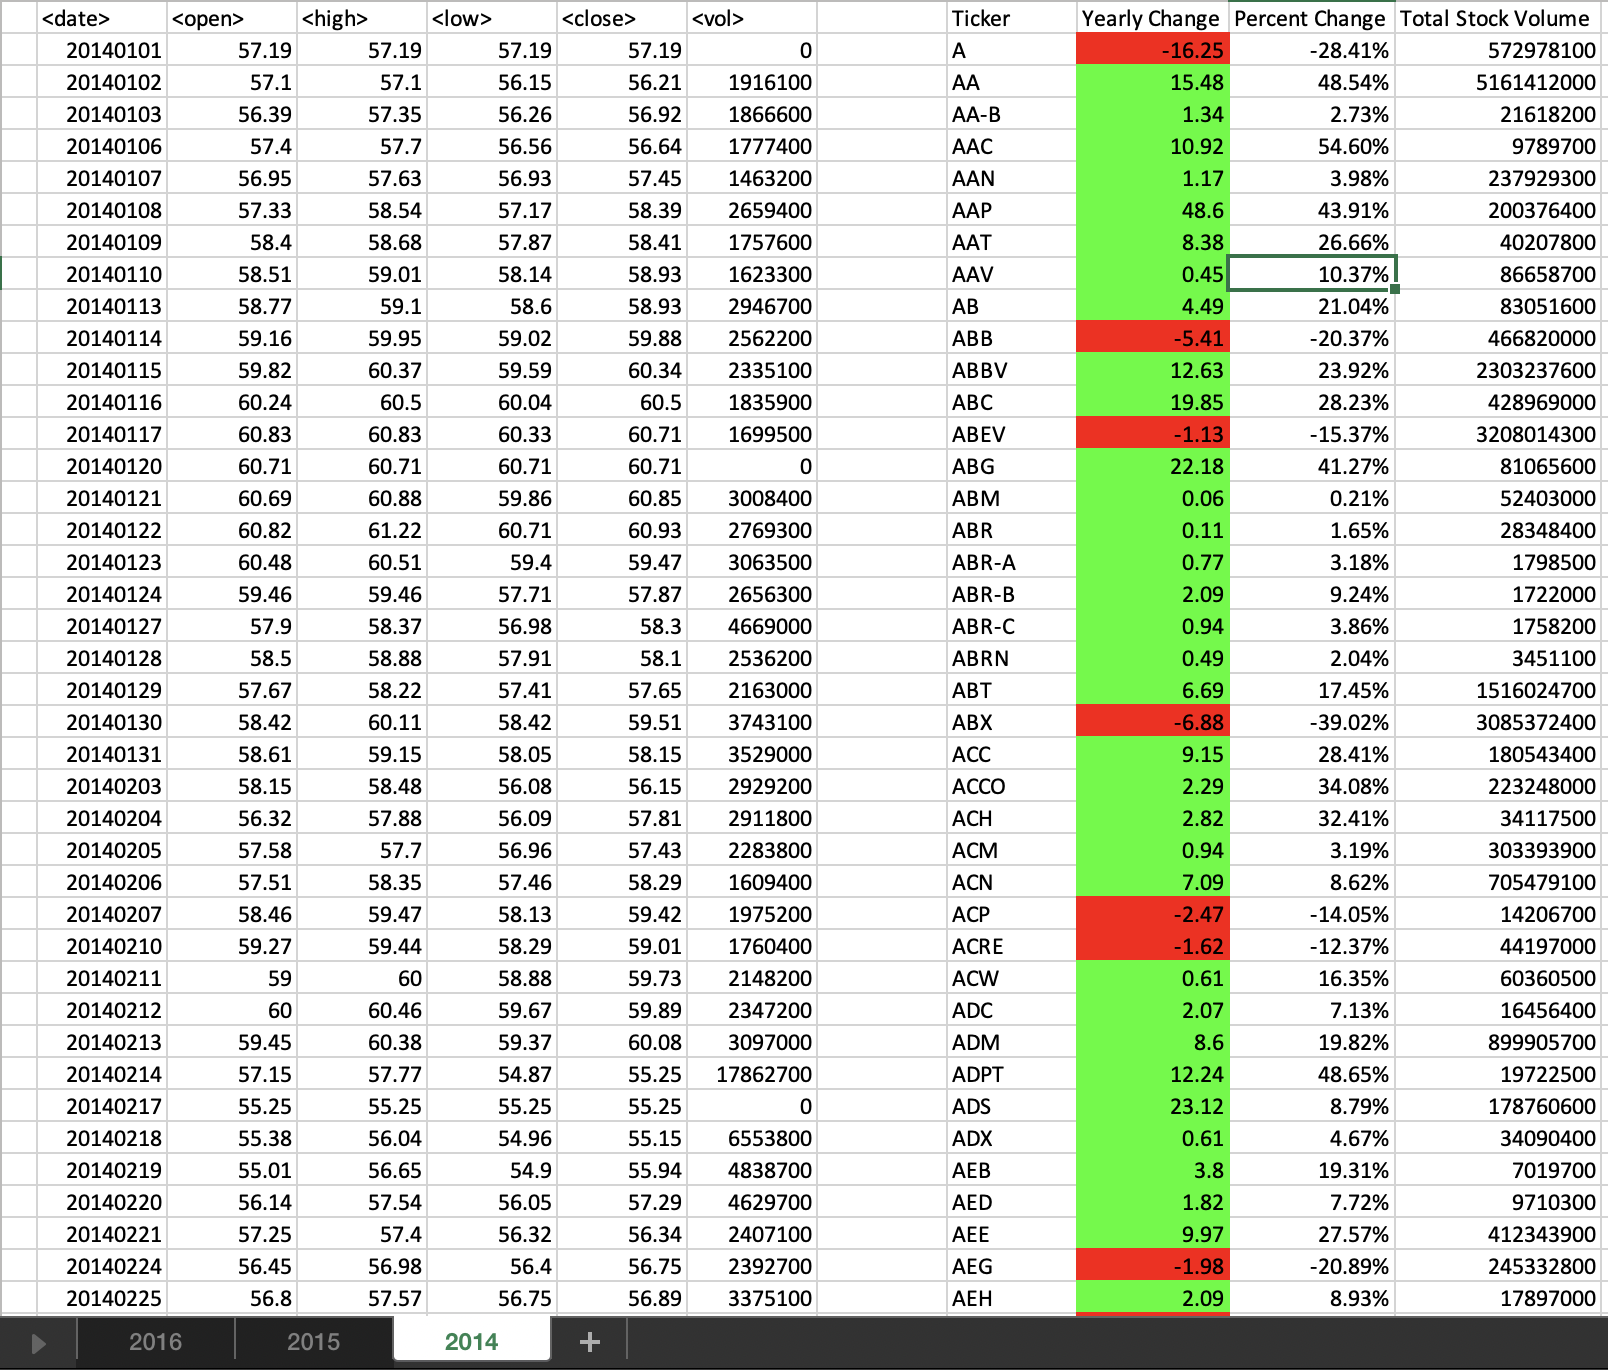 <date> <open> <high> <low> <close> <vol> Ticker Yearly Change Percent Change Total Stock Volume
20140101 57.19 57.19 57.19 57.19 0 A -16.25 -28.41% 572978100
20140102 57.1 57.1 56.15 56.21 1916100 AA 15.48 48.54% 5161412000
20140103 56.39 57.35 56.26 56.92 1866600 AA-B 1.34 2.73% 21618200
20140106 57.4 57.7 56.56 56.64 1777400 AAC 10.92 54.60% 9789700
20140107 56.95 57.63 56.93 57.45 1463200 AAN 1.17 3.98% 237929300
20140108 57.33 58.54 57.17 58.39 2659400 AAP 48.6 43.91% 200376400
20140109 58.4 58.68 57.87 58.41 1757600 AAT 8.38 26.66% 40207800
20140110 58.51 59.01 58.14 58.93 1623300 AAV 0.45 10.37% 86658700
20140113 58.77 59.1 58.6 58.93 2946700 AB 4.49 21.04% 83051600
20140114 59.16 59.95 59.02 59.88 2562200 ABB -5.41 -20.37% 466820000
20140115 59.82 60.37 59.59 60.34 2335100 ABBV 12.63 23.92% 2303237600
20140116 60.24 60.5 60.04 60.5 1835900 ABC 19.85 28.23% 428969000
20140117 60.83 60.83 60.33 60.71 1699500 ABEV -1.13 -15.37% 3208014300
20140120 60.71 60.71 60.71 60.71 0 ABG 22.18 41.27% 81065600
20140121 60.69 60.88 59.86 60.85 3008400 ABM 0.06 0.21% 52403000
20140122 60.82 61.22 60.71 60.93 2769300 ABR 0.11 1.65% 28348400
20140123 60.48 60.51 59.4 59.47 3063500 ABR-A 0.77 3.18% 1798500
20140124 59.46 59.46 57.71 57.87 2656300 ABR-B 2.09 9.24% 1722000
20140127 57.9 58.37 56.98 58.3 4669000 ABR-C 0.94 3.86% 1758200
20140128 58.5 58.88 57.91 58.1 2536200 ABRN 0.49 2.04% 3451100
20140129 57.67 58.22 57.41 57.65 2163000 ABT 6.69 17.45% 1516024700
20140130 58.42 60.11 58.42 59.51 3743100 ABX -6.88 -39.02% 3085372400
20140131 58.61 59.15 58.05 58.15 3529000 ACC 9.15 28.41% 180543400
20140203 58.15 58.48 56.08 56.15 2929200 ACCO 2.29 34.08% 223248000
20140204 56.32 57.88 56.09 57.81 2911800 ACH 2.82 32.41% 34117500
20140205 57.58 57.7 56.96 57.43 2283800 ACM 0.94 3.19% 303393900
20140206 57.51 58.35 57.46 58.29 1609400 ACN 7.09 8.62% 705479100
20140207 58.46 59.47 58.13 59.42 1975200 ACP -2.47 -14.05% 14206700
20140210 59.27 59.44 58.29 59.01 1760400 ACRE -1.62 -12.37% 44197000
20140211 59 60 58.88 59.73 2148200 ACW 0.61 16.35% 60360500
20140212 60 60.46 59.67 59.89 2347200 ADC 2.07 7.13% 16456400
20140213 59.45 60.38 59.37 60.08 3097000 ADM 8.6 19.82% 899905700
20140214 57.15 57.77 54.87 55.25 17862700 ADPT 12.24 48.65% 19722500
20140217 55.25 55.25 55.25 55.25 0 ADS 23.12 8.79% 178760600
20140218 55.38 56.04 54.96 55.15 6553800 ADX 0.61 4.67% 34090400
20140219 55.01 56.65 54.9 55.94 4838700 AEB 3.8 19.31% 7019700
20140220 56.14 57.54 56.05 57.29 4629700 AED 1.82 7.72% 9710300
20140221 57.25 57.4 56.32 56.34 2407100 AEE 9.97 27.57% 412343900
20140224 56.45 56.98 56.4 56.75 2392700 AEG -1.98 -20.89% 245332800
20140225 56.8 57.57 56.75 56.89 3375100 AEH 2.09 8.93% 17897000
2016 2015 2014 +